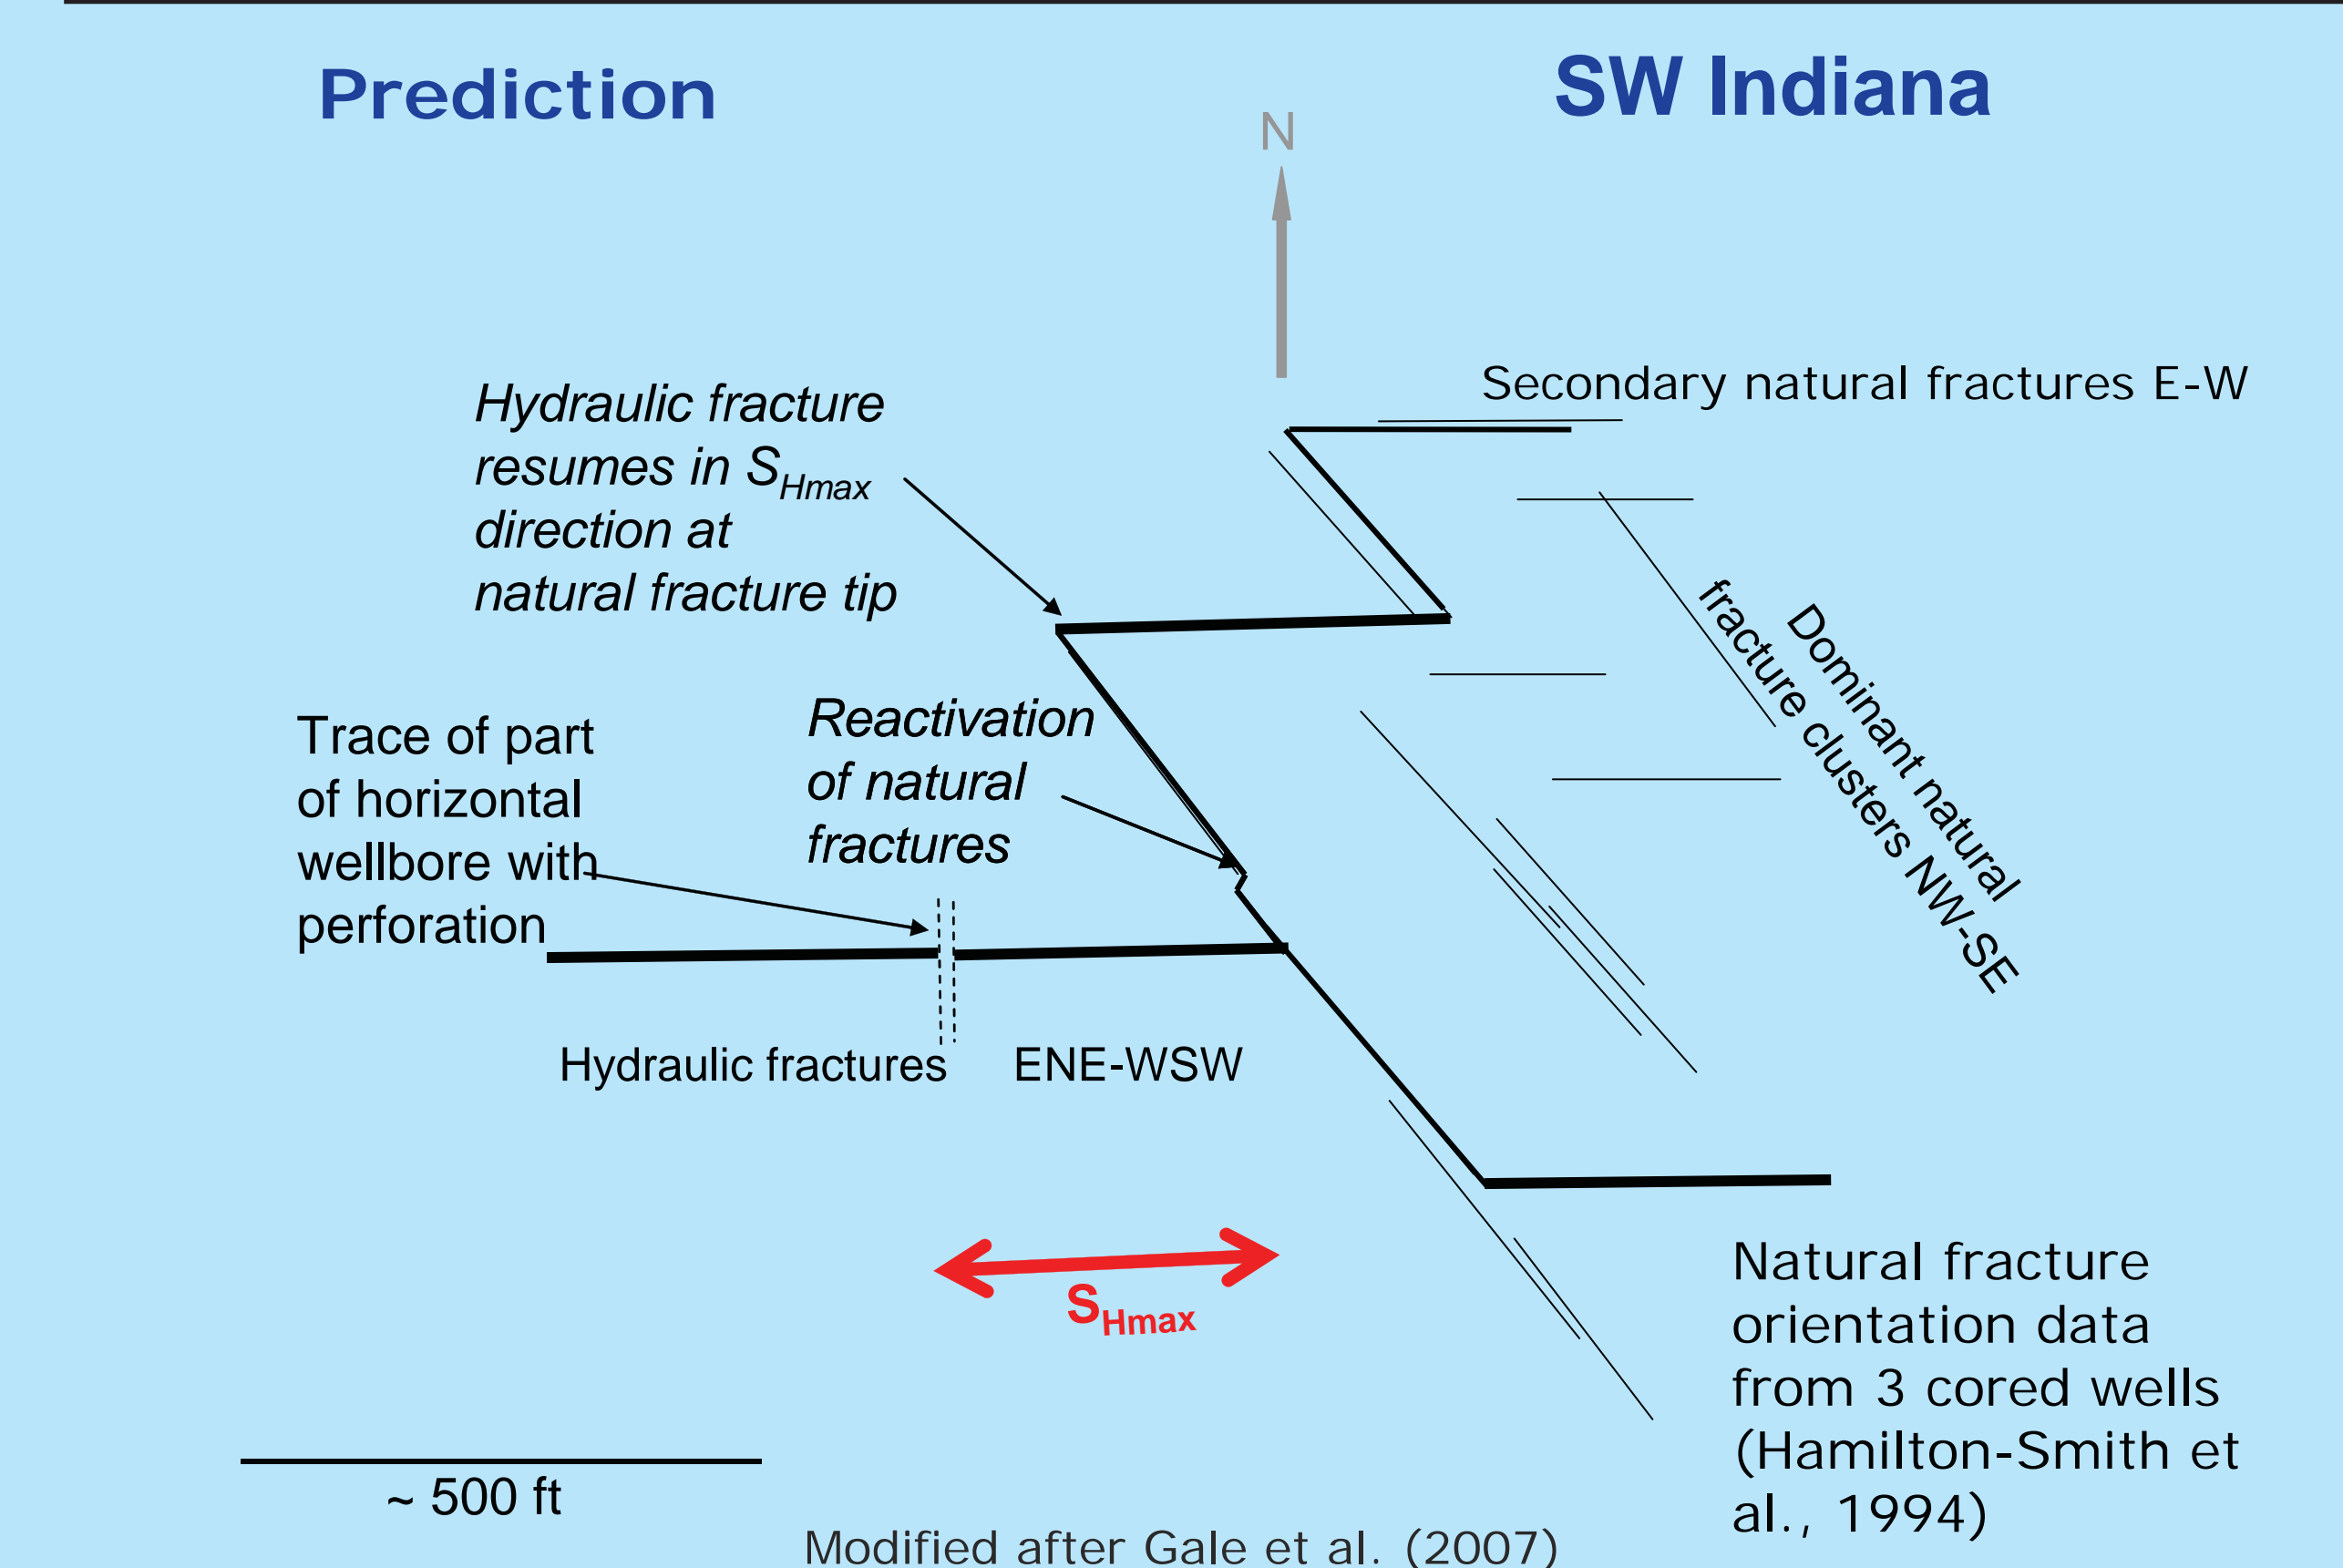 Prediction
SW Indiana
N
Secondary natural fractures E-W
Hydraulic fracture
resumes in SHmax
direction at
natural fracture tip
Dominant natural
fracture clusters NW-SE
Trace of part
of horizontal
wellbore with
perforation
Reactivation
of natural
fractures
Hydraulic fractures ENE-WSW
SHmax
Natural fracture
orientation data
from 3 cored wells
(Hamilton-Smith et
al., 1994)
~ 500 ft
Modified after Gale et al. (2007)